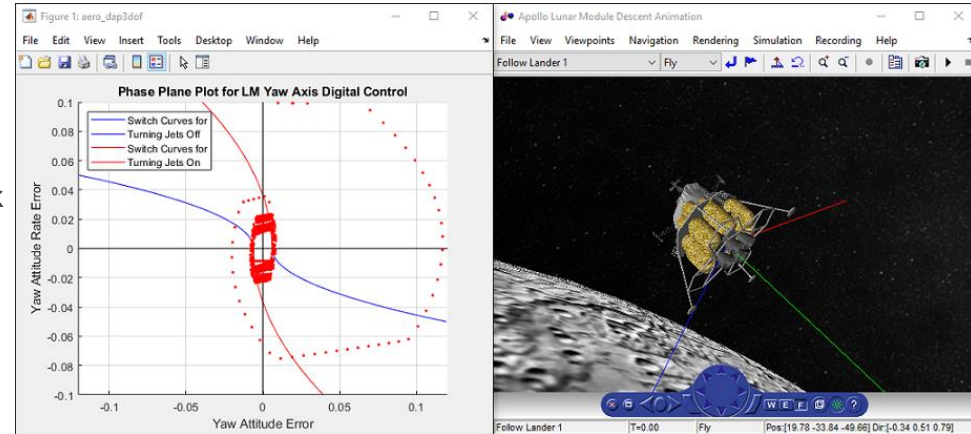 Figure 1: aero_dap3dof
File Edit View Insert Tools Desktop Window Help
Phase Plane Plot for LM Yaw Axis Digital Control
Switch Curves for
Turning Jets Off
Switch Curves for
Turning Jets On
Yaw Attitude Rate Error
0.1
0.08
0.06
0.04
0.02
0
-0.02
-0.04
-0.06
-0.08
-0.1
-0.1 -0.05 0 0.05 0.1
Yaw Attitude Error
k
Apollo Lunar Module Descent Animation
File View Viewpoints Navigation Rendering Simulation Recording Help
Follow Lander 1 Fly
W E F ?
Follow Lander 1 T=0.00 Fly Pos:[19.78 -33.84 -49.66] Dir:[-0.34 0.51 0.79]